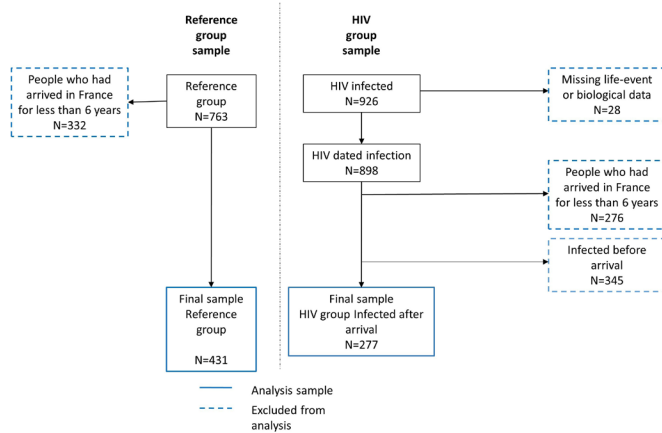 Reference
group
sample
HIV
group
sample
People who had
arrived in France
for less than 6 years
N=332
Reference
group
N=763
HIV infected
N=926
Missing life-event
or biological data
N=28
HIV dated infection
N=898
People who had
arrived in France
for less than 6 years
N=276
Infected before
arrival
N=345
Final sample
Reference
group
N=431
Final sample
HIV group Infected after
arrival
N=277
Analysis sample
Excluded from
analysis